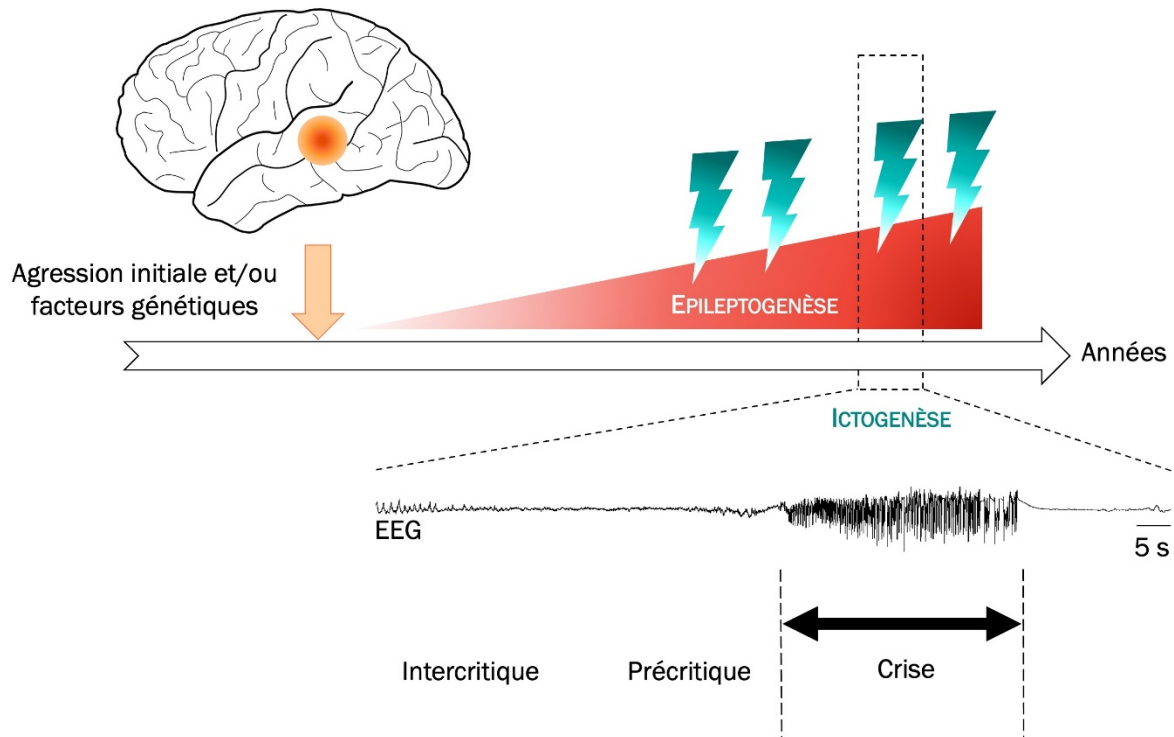 Agression initiale et/ou
facteurs génétiques
EPILEPTOGENÈSE
Années
ICTOGENÈSE
EEG
5 s
Intercritique
Précritique
Crise